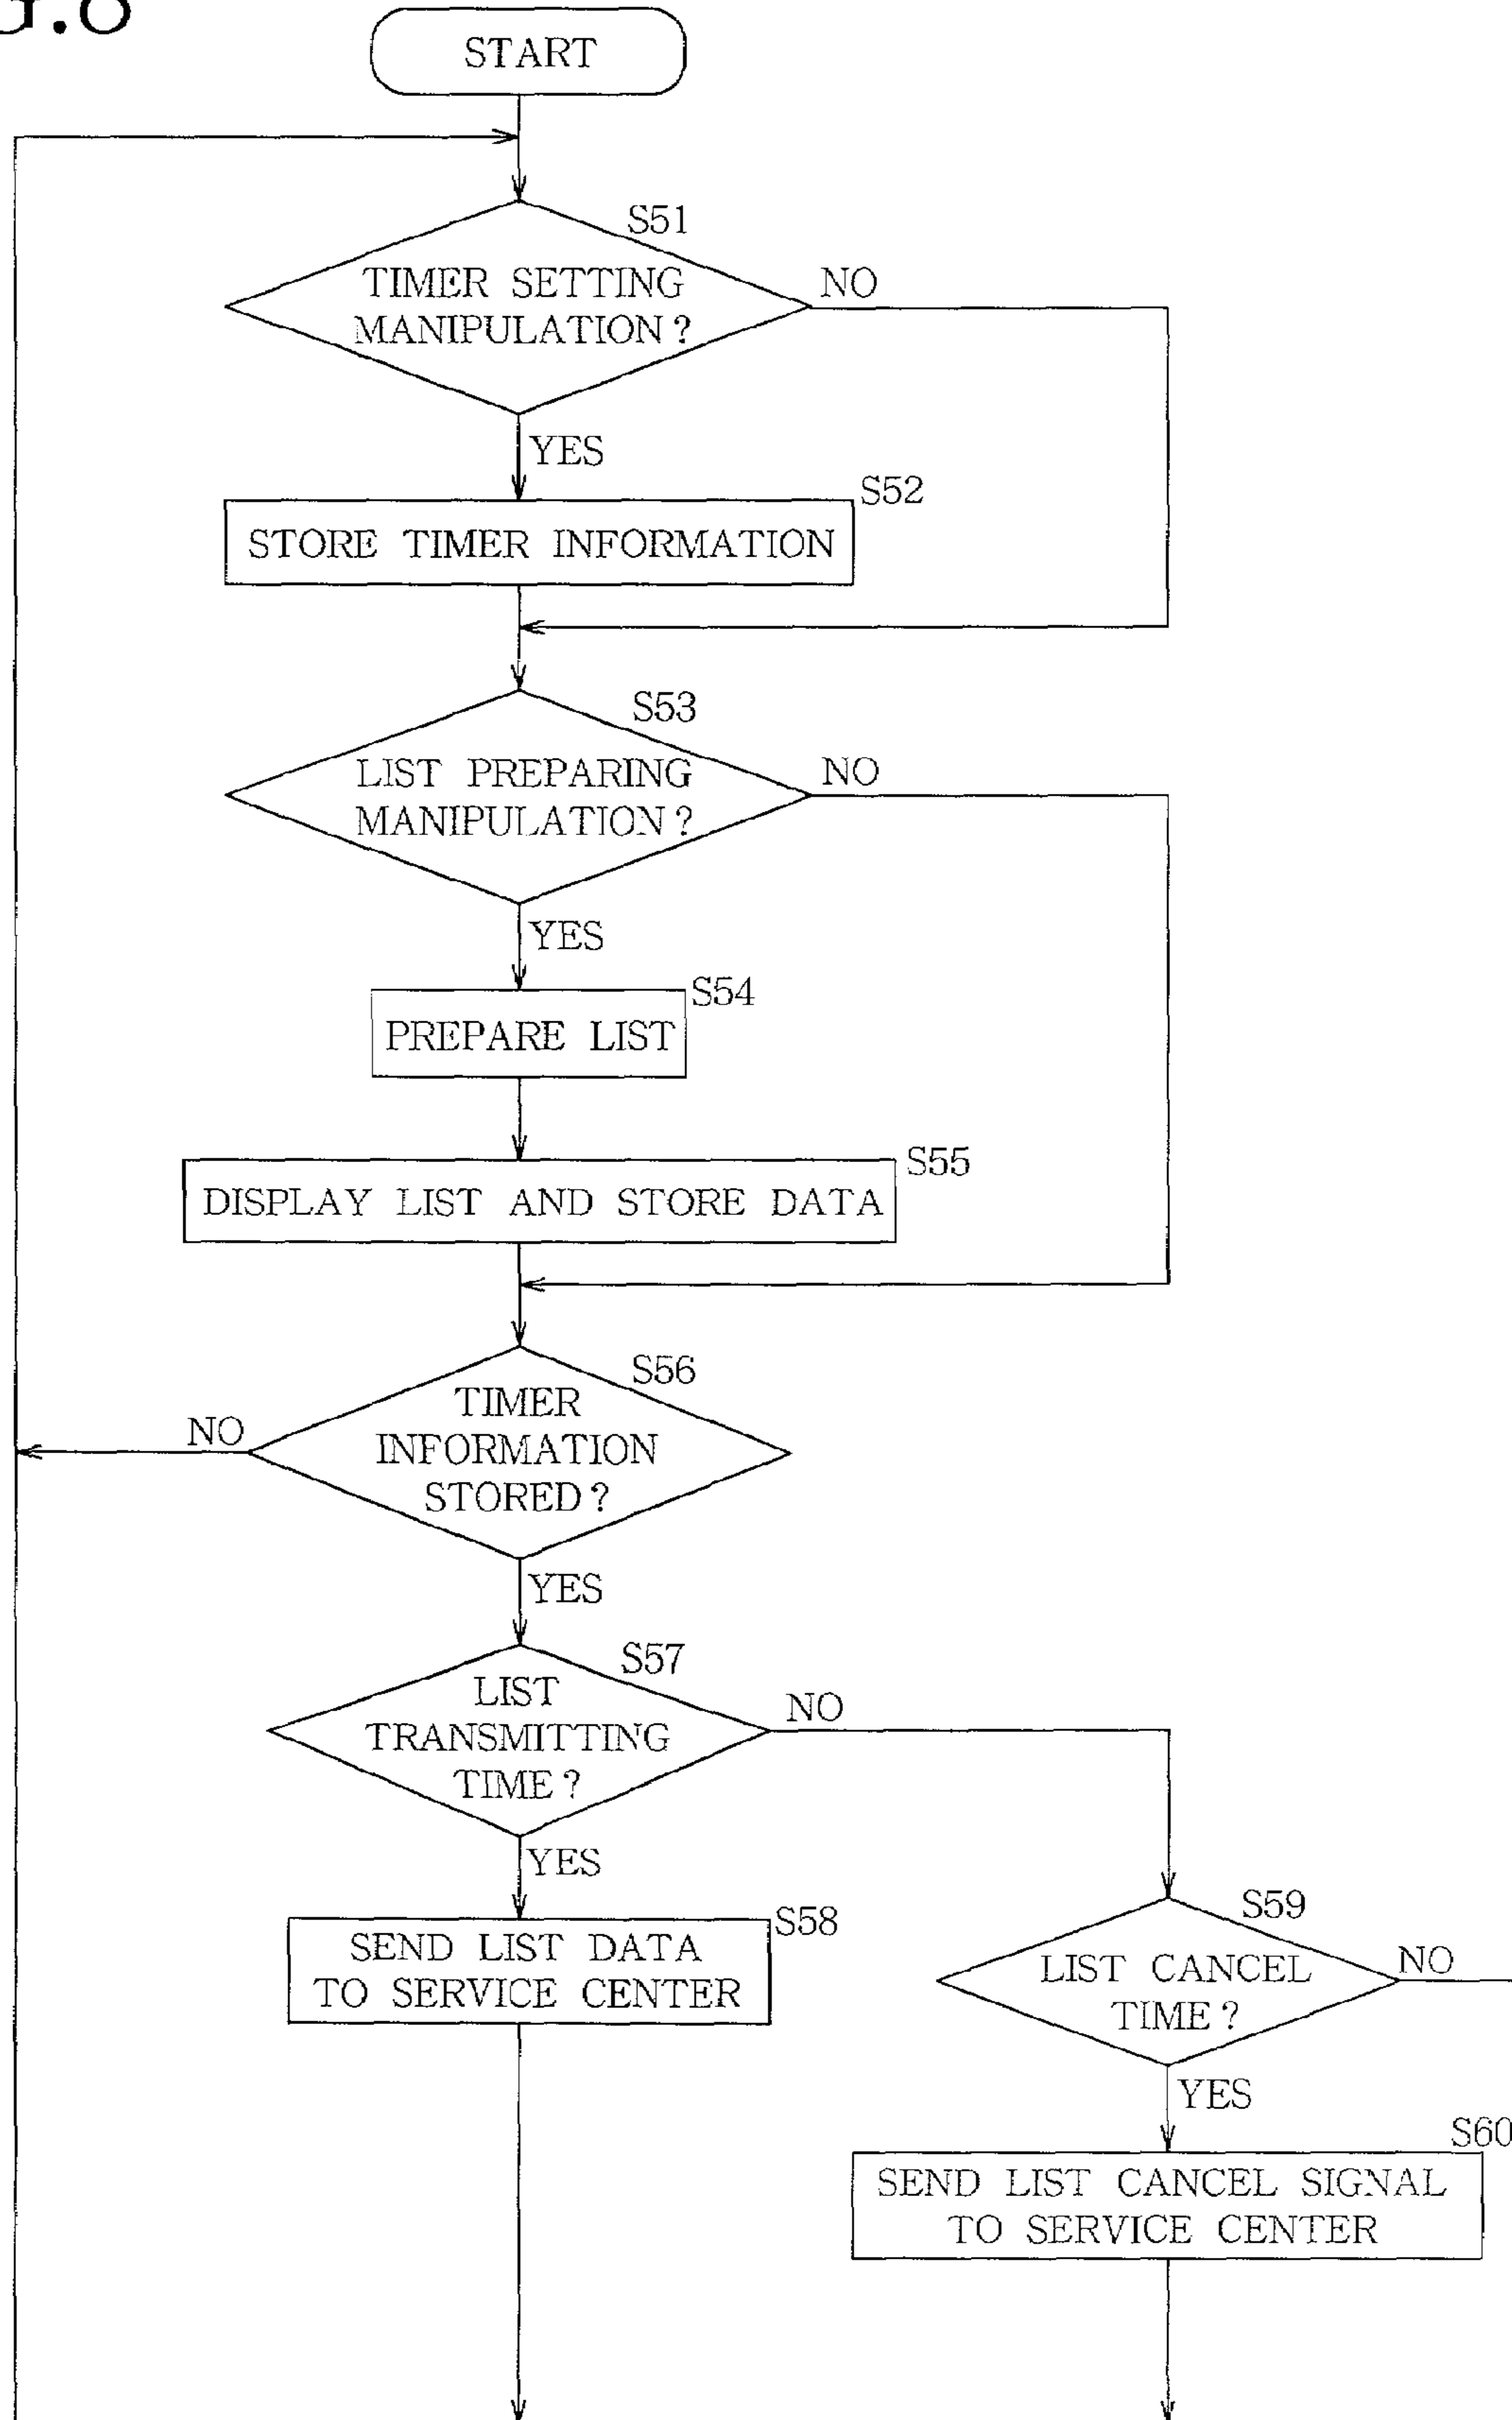 G.8
START
S51
TIMER SETTING
MANIPULATION?
NO
YES
S52
STORE TIMER INFORMATION
S53
LIST PREPARING
MANIPULATION?
NO
YES
S54
PREPARE LIST
S55
DISPLAY LIST AND STORE DATA
S56
TIMER
INFORMATION
STORED?
NO
YES
S57
LIST
TRANSMITTING
TIME?
NO
YES
S58
SEND LIST DATA
TO SERVICE CENTER
S59
LIST CANCEL
TIME?
NO
YES
S60
SEND LIST CANCEL SIGNAL
TO SERVICE CENTER